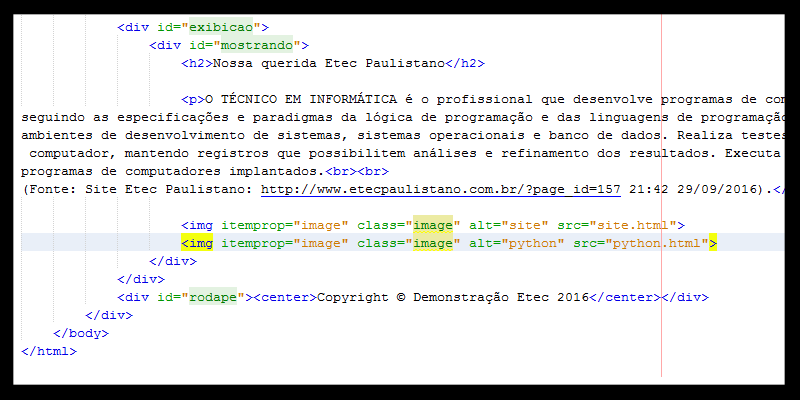 <div id="exibicao">
<div id="mostrando">
<h2>Nossa querida Etec Paulistano</h2>
<p>O TÉCNICO EM INFORMÁTICA é o profissional que desenvolve programas de
seguindo as especificações e paradigmas da lógica de programação e das linguagens de programação
ambientes de desenvolvimento de sistemas, sistemas operacionais e banco de dados. Realiza testes
computador, mantendo registros que possibilitem análises e refinamento dos resultados. Executa
programas de computadores implantados.<br><br>
(Fonte: Site Etec Paulistano: http://www.etecpaulistano.com.br/?page_id=157 21:42 29/09/2016).</
<img itemprop="image" class="image" alt="site" src="site.html">
<img itemprop="image" class="image" alt="python" src="python.html">
</div>
</div>
<div id="rodape"><center>Copyright © Demonstração Etec 2016</center></div>
</div>
</body>
</html>